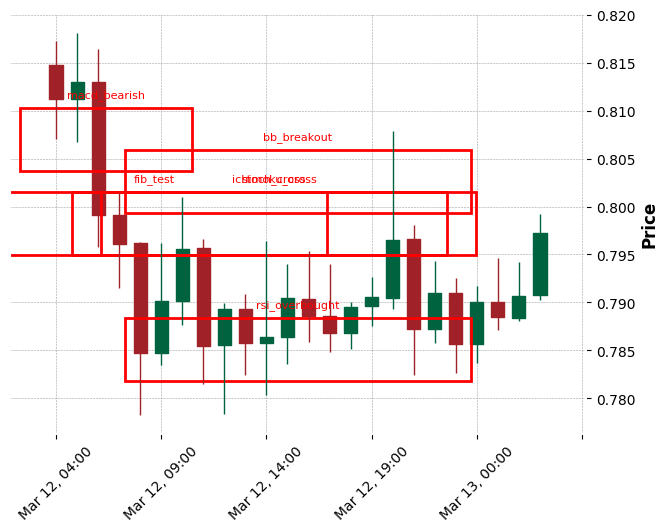 0.820
0.815
macd_bearish
0.810
bb_breakout
0.805
fib_test
0.800
Price
0.795
rsi_overbought
0.790
0.785
0.780
Mar 12, 04:00
Mar 12, 09:00
Mar 12, 14:00
Mar 12, 19:00
Mar 13, 00:00